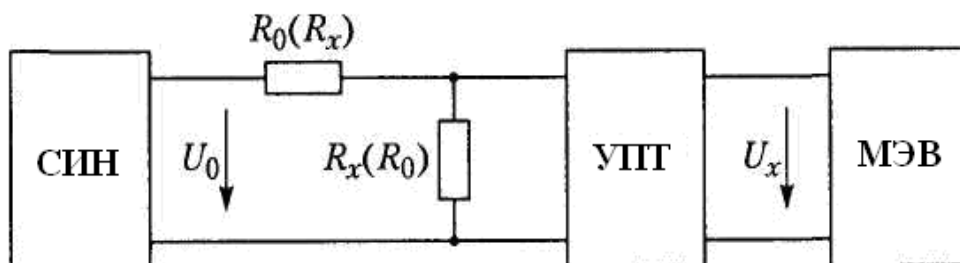 R₀(Rₓ)
СИН
U₀
Rₓ(R₀)
УПТ
Uₓ
МЭВ